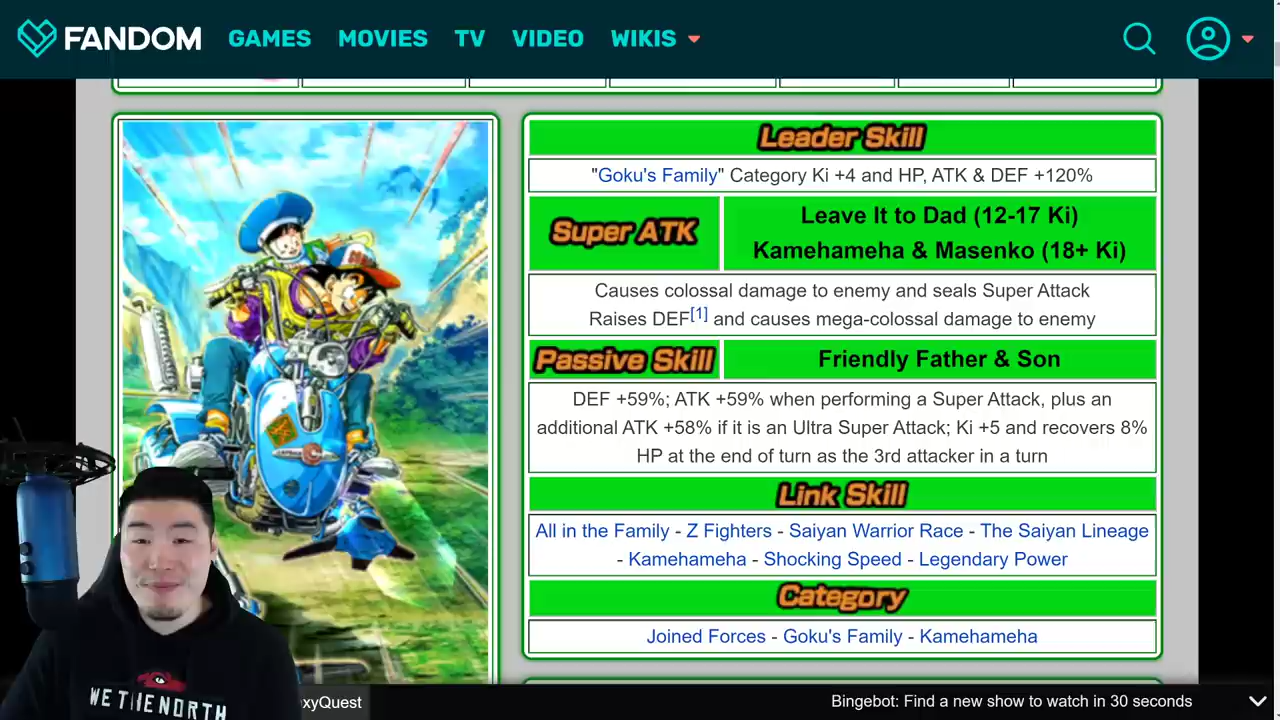 FANDOM GAMES MOVIES TV VIDEO WIKIS
Leader Skill
"Goku's Family" Category Ki +4 and HP, ATK & DEF +120%
Super ATK
Leave It to Dad (12-17 Ki)
Kamehameha & Masenko (18+ Ki)
Causes colossal damage to enemy and seals Super Attack
Raises DEF[1] and causes mega-colossal damage to enemy
Passive Skill
Friendly Father & Son
DEF +59%; ATK +59% when performing a Super Attack, plus an
additional ATK +58% if it is an Ultra Super Attack; Ki +5 and recovers 8%
HP at the end of turn as the 3rd attacker in a turn
Link Skill
All in the Family - Z Fighters - Saiyan Warrior Race - The Saiyan Lineage
- Kamehameha - Shocking Speed - Legendary Power
Category
Joined Forces - Goku's Family - Kamehameha
WE THE NORTH
xyQuest
Bingebot: Find a new show to watch in 30 seconds